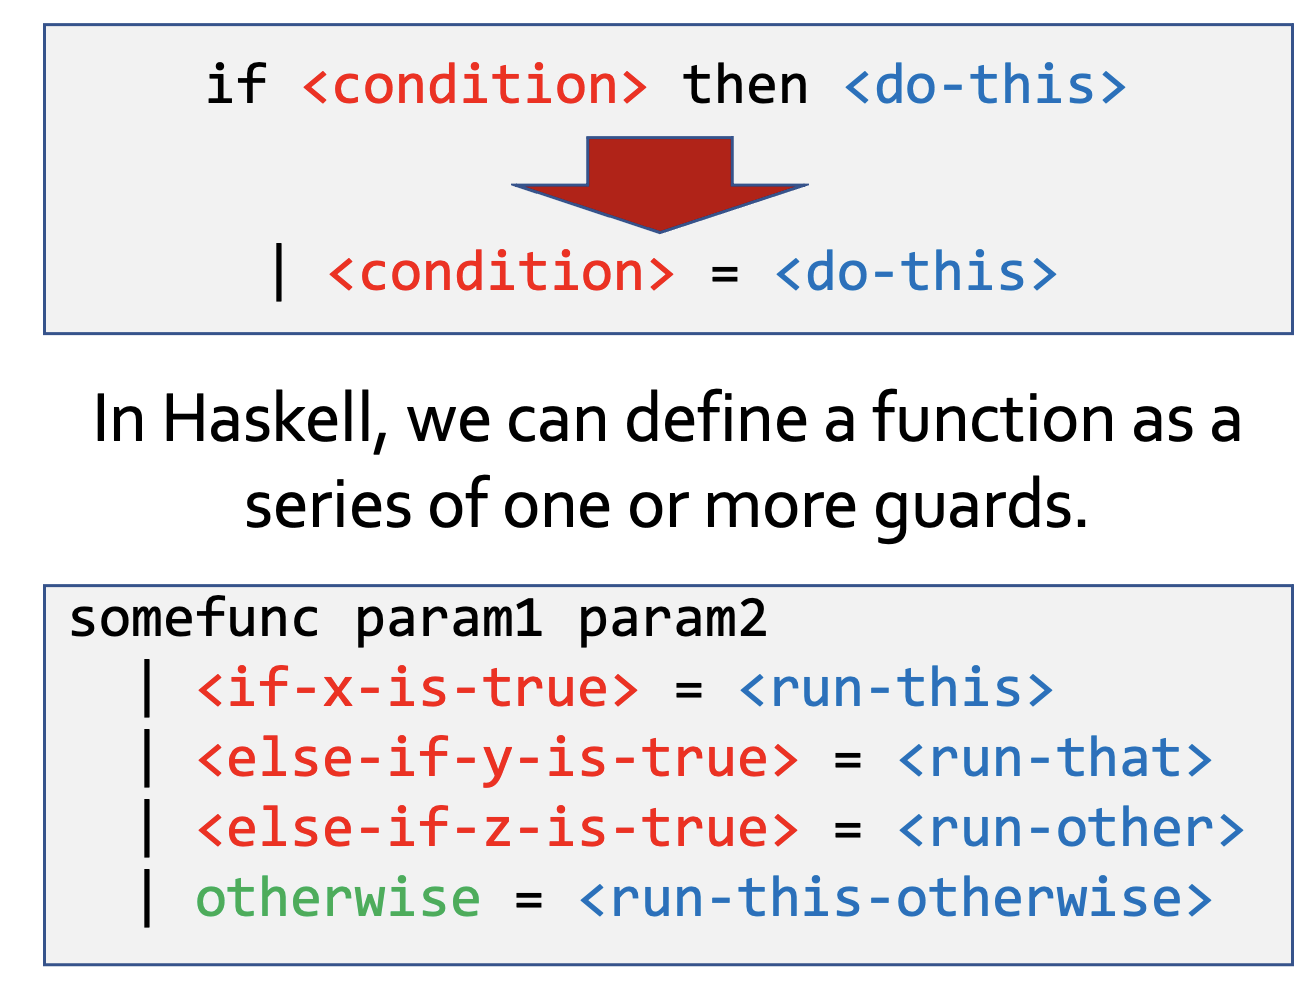 if <condition> then <do-this>
| <condition> = <do-this>
In Haskell, we can define a function as a
series of one or more guards.
somefunc param1 param2
| <if-x-is-true> = <run-this>
| <else-if-y-is-true> = <run-that>
| <else-if-z-is-true> = <run-other>
| otherwise = <run-this-otherwise>